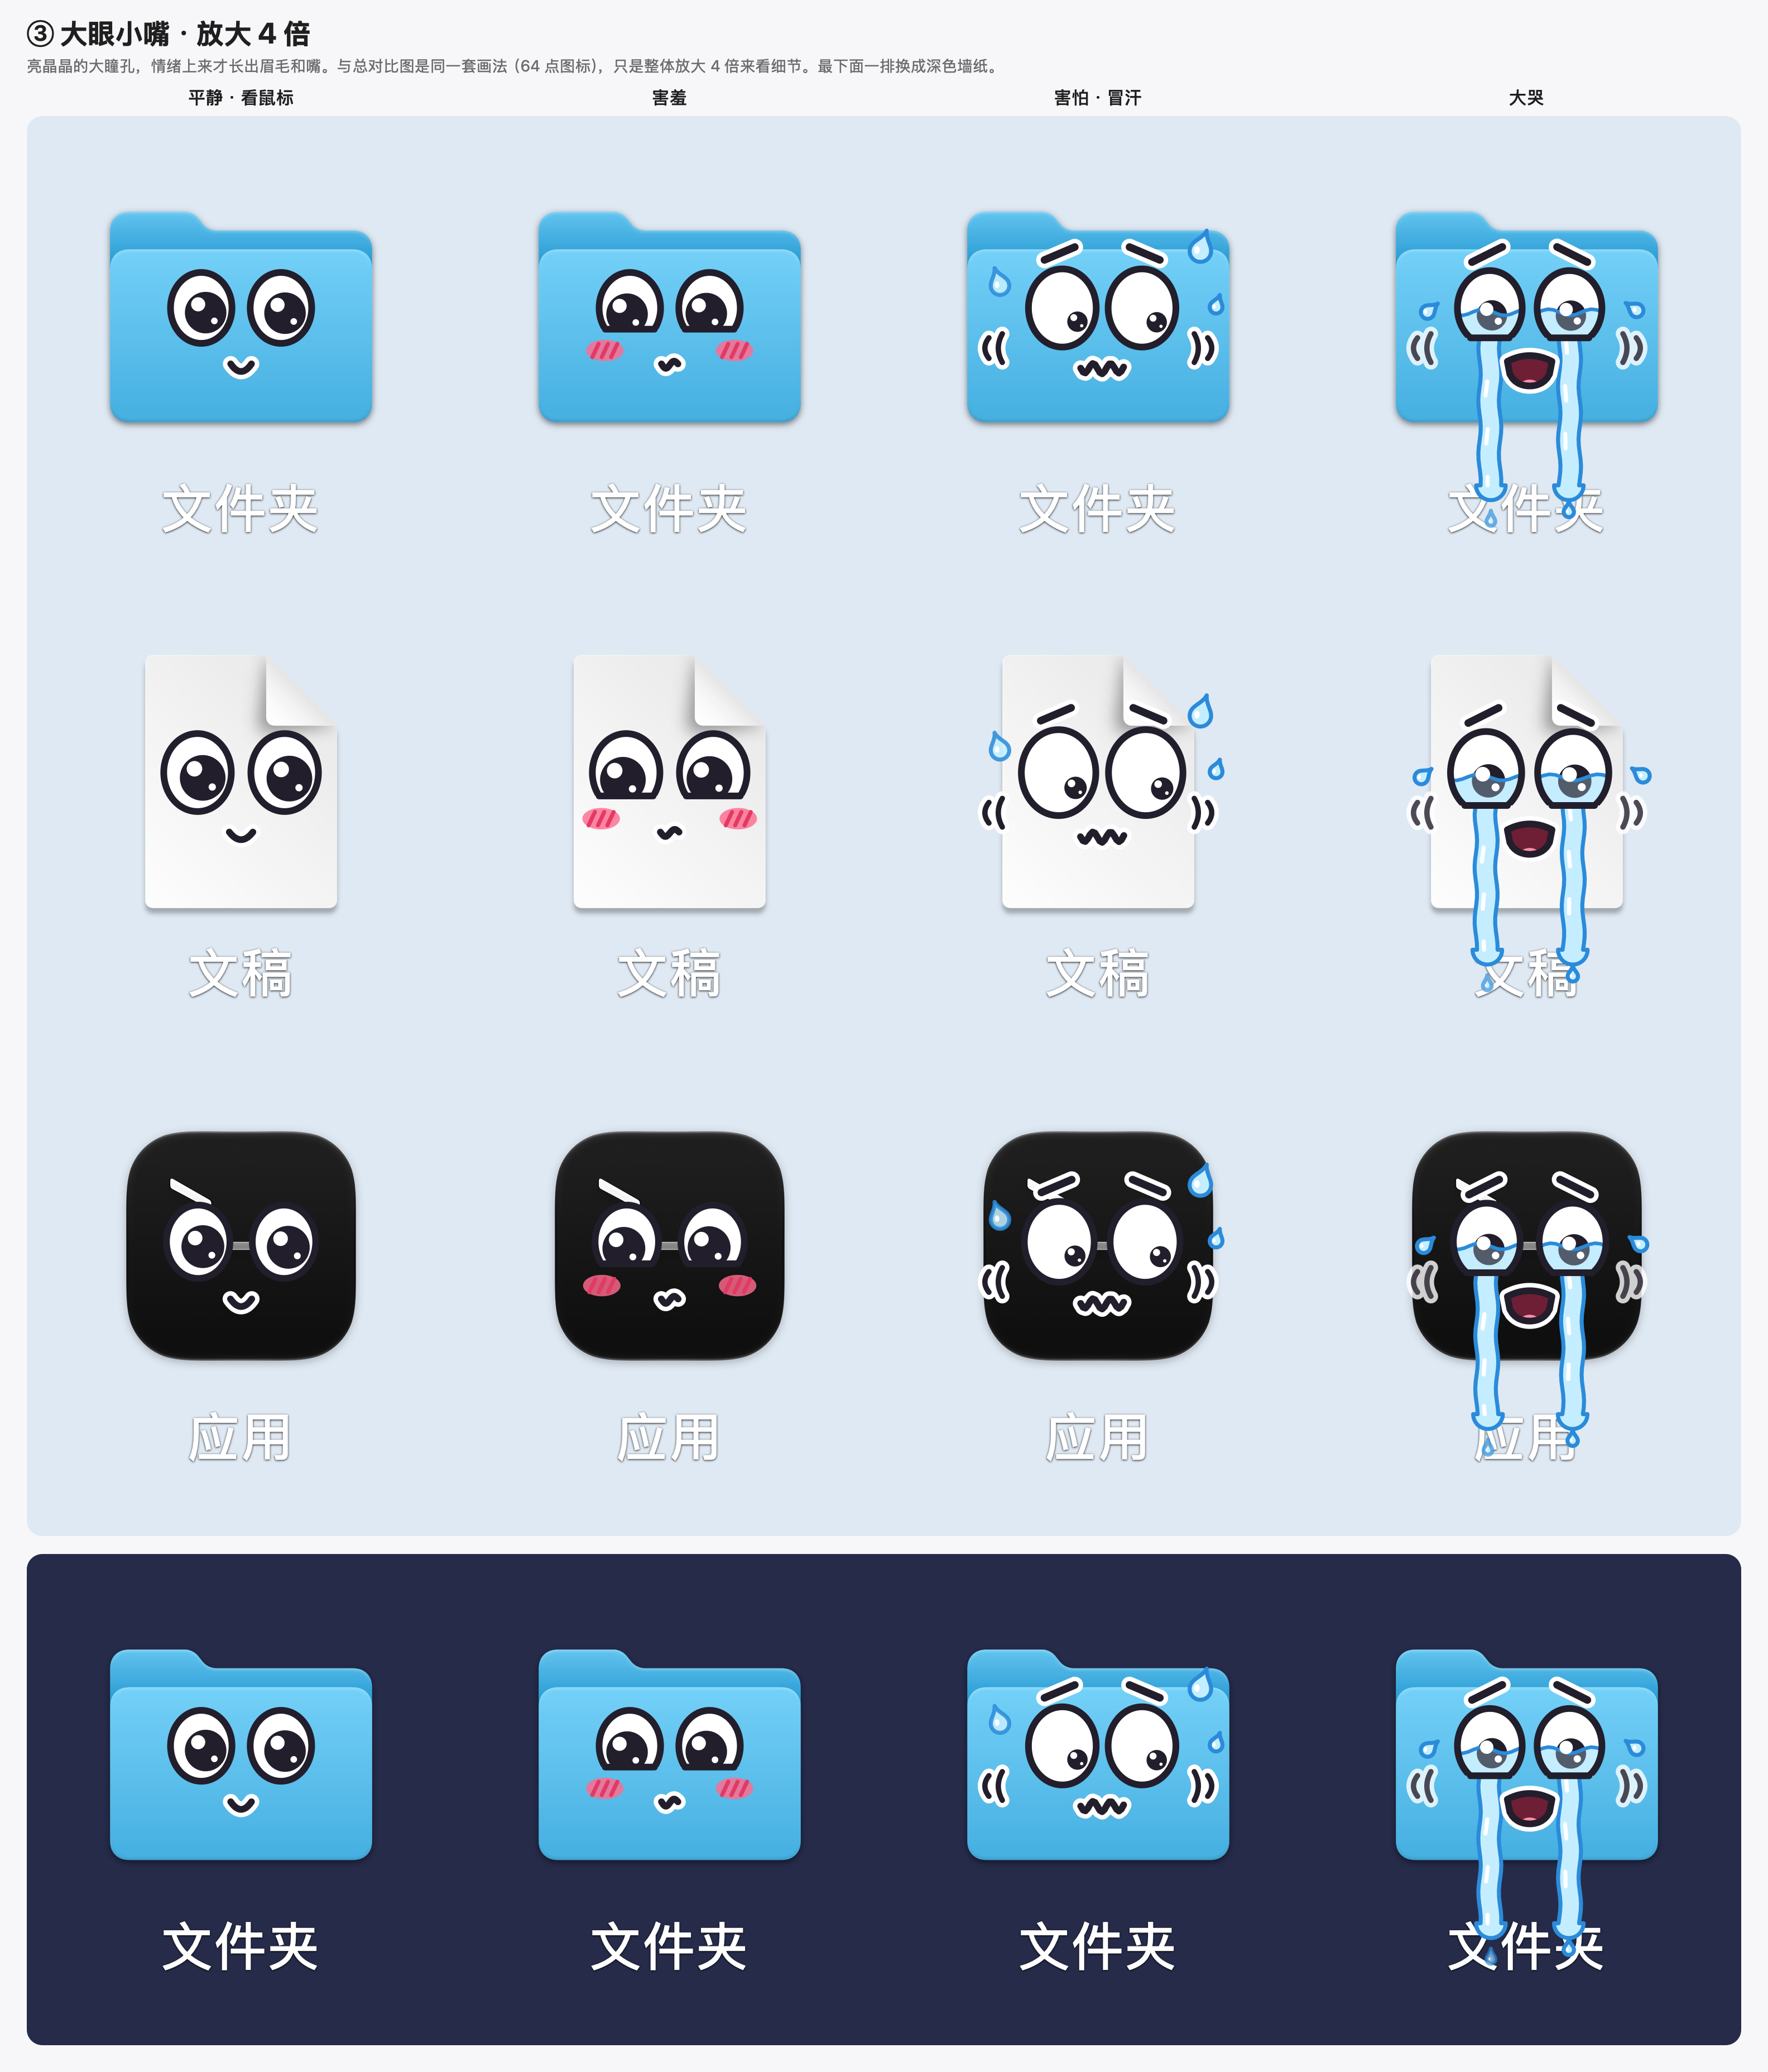 ③ 大眼小嘴 · 放大 4 倍
亮晶晶的大瞳孔，情绪上来才长出眉毛和嘴。与总对比图是同一套画法（64 点图标），只是整体放大 4 倍来看细节。最下面一排换成深色墙纸。
平静 · 看鼠标 害羞 害怕 · 冒汗 大哭
文件夹 文件夹 文件夹 文件夹
文稿 文稿 文稿 文稿
应用 应用 应用 应用
文件夹 文件夹 文件夹 文件夹